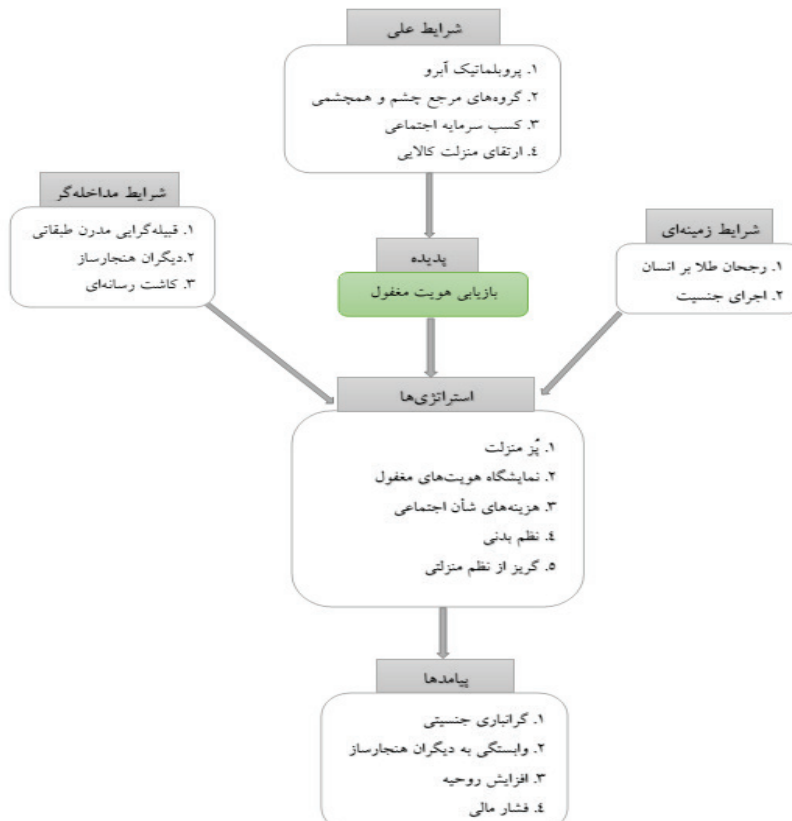 شرایط علی
۱. پروبلماتیک آبرو
۲. گروه‌های مرجع چشم و همچشمی
۳. کسب سرمایه اجتماعی
٤. ارتقای منزلت کالایی
شرایط زمینه‌ای
۱. رجحان طلا بر انسان
۲. اجرای جنسیت
پدیده
بازیابی هویت مغفول
شرایط مداخله‌گر
۱. قبیله‌گرایی مدرن طبقاتی
۲.دیگران هنجارساز
۳. کاشت رسانه‌ای
استراتژی‌ها
۱. پُز منزلت
۲. نمایشگاه هویت‌های مغفول
۳. هزینه‌های شأن اجتماعی
٤. نظم بدنی
٥. گریز از نظم منزلتی
پیامدها
۱. گرانباری جنسیتی
۲. وابستگی به دیگران هنجارساز
۳. افزایش روحیه
٤. فشار مالی